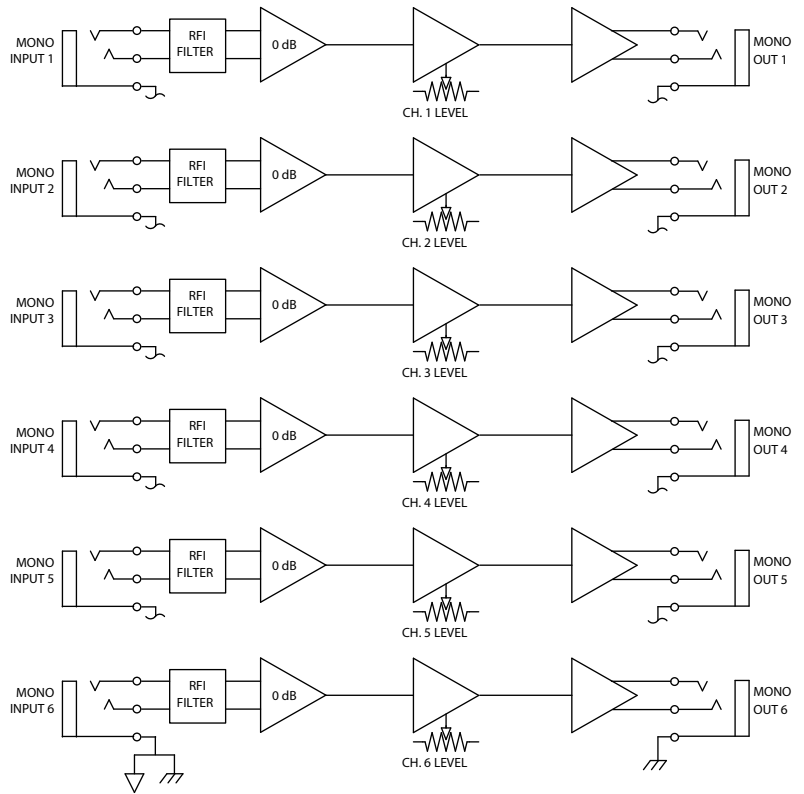 MONO
INPUT 1
RFI
FILTER
0 dB
CH. 1 LEVEL
MONO
OUT 1
MONO
INPUT 2
RFI
FILTER
0 dB
CH. 2 LEVEL
MONO
OUT 2
MONO
INPUT 3
RFI
FILTER
0 dB
CH. 3 LEVEL
MONO
OUT 3
MONO
INPUT 4
RFI
FILTER
0 dB
CH. 4 LEVEL
MONO
OUT 4
MONO
INPUT 5
RFI
FILTER
0 dB
CH. 5 LEVEL
MONO
OUT 5
MONO
INPUT 6
RFI
FILTER
0 dB
CH. 6 LEVEL
MONO
OUT 6